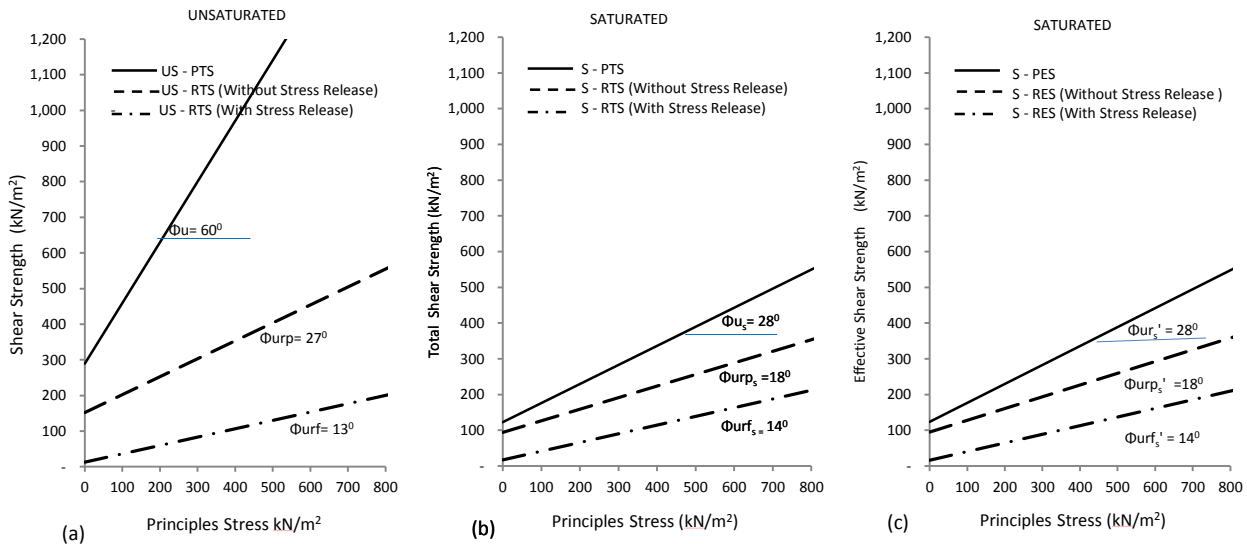 UNSATURATED
1,200
1,100
1,000
900
800
700
600
500
400
300
200
100
-
0 100 200 300 400 500 600 700 800
US - PTS
US - RTS (Without Stress Release)
US - RTS (With Stress Release)
Φu= 60⁰
Φurp= 27⁰
Φurf= 13⁰
Shear Strength (kN/m²)
Principles Stress kN/m²
(a)
SATURATED
1,200
1,100
1,000
900
800
700
600
500
400
300
200
100
-
0 100 200 300 400 500 600 700 800
S - PTS
S - RTS (Without Stress Release)
S - RTS (With Stress Release)
Φuₛ= 28⁰
Φurpₛ =18⁰
Φurfₛ₌ 14⁰
Total Shear Strength (kN/m²)
Principles Stress (kN/m²)
(b)
SATURATED
1,200
1,100
1,000
900
800
700
600
500
400
300
200
100
-
0 100 200 300 400 500 600 700 800
S - PES
S - RES (Without Stress Release )
S - RES (With Stress Release)
Φurₛ' = 28⁰
Φurpₛ' =18⁰
Φurfₛ' = 14⁰
Effective Shear Strength (kN/m²)
Principles Stress (kN/m²)
(c)